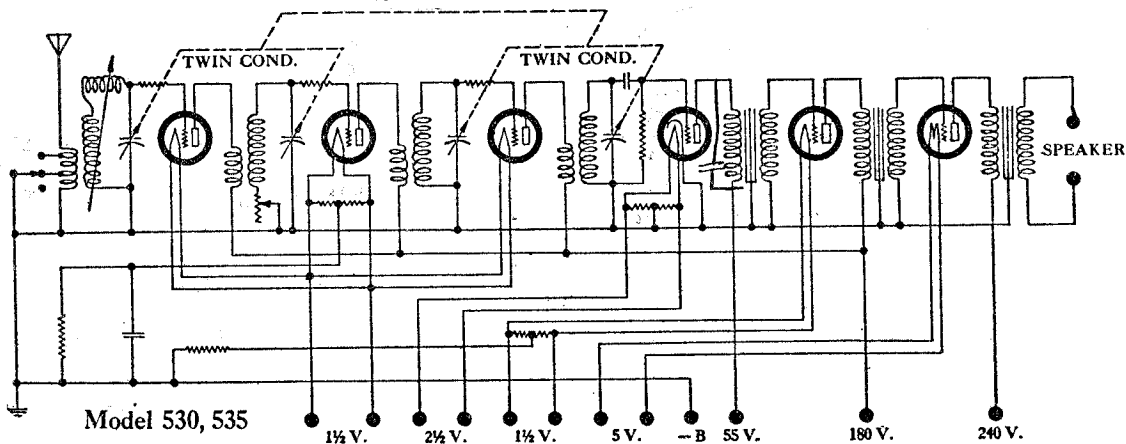 TWIN COND.
TWIN COND.
SPEAKER
Model 530, 535
1½ V.
2½ V.
1½ V.
5 V.
— B
55 V.
180 V.
240 V.